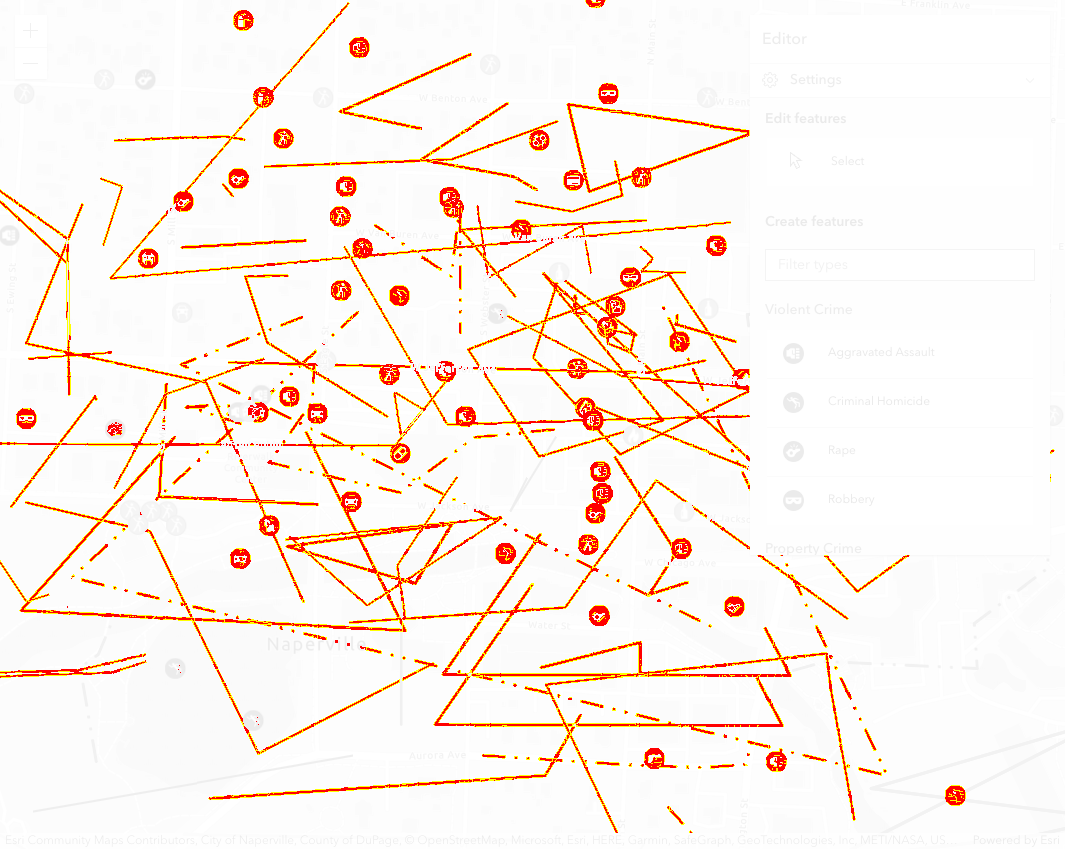 E Franklin Ave
Editor
Settings
W Benton Ave
Edit features
Select
Create features
Filter types
Violent Crime
Aggravated Assault
Criminal Homicide
Rape
Robbery
Property Crime
Water St
Naperville
Aurora Ave
Esri Community Maps Contributors, City of Naperville, County of DuPage, © OpenStreetMap, Microsoft, Esri, HERE, Garmin, SafeGraph, GeoTechnologies, Inc, METI/NASA, US... Powered by Esri